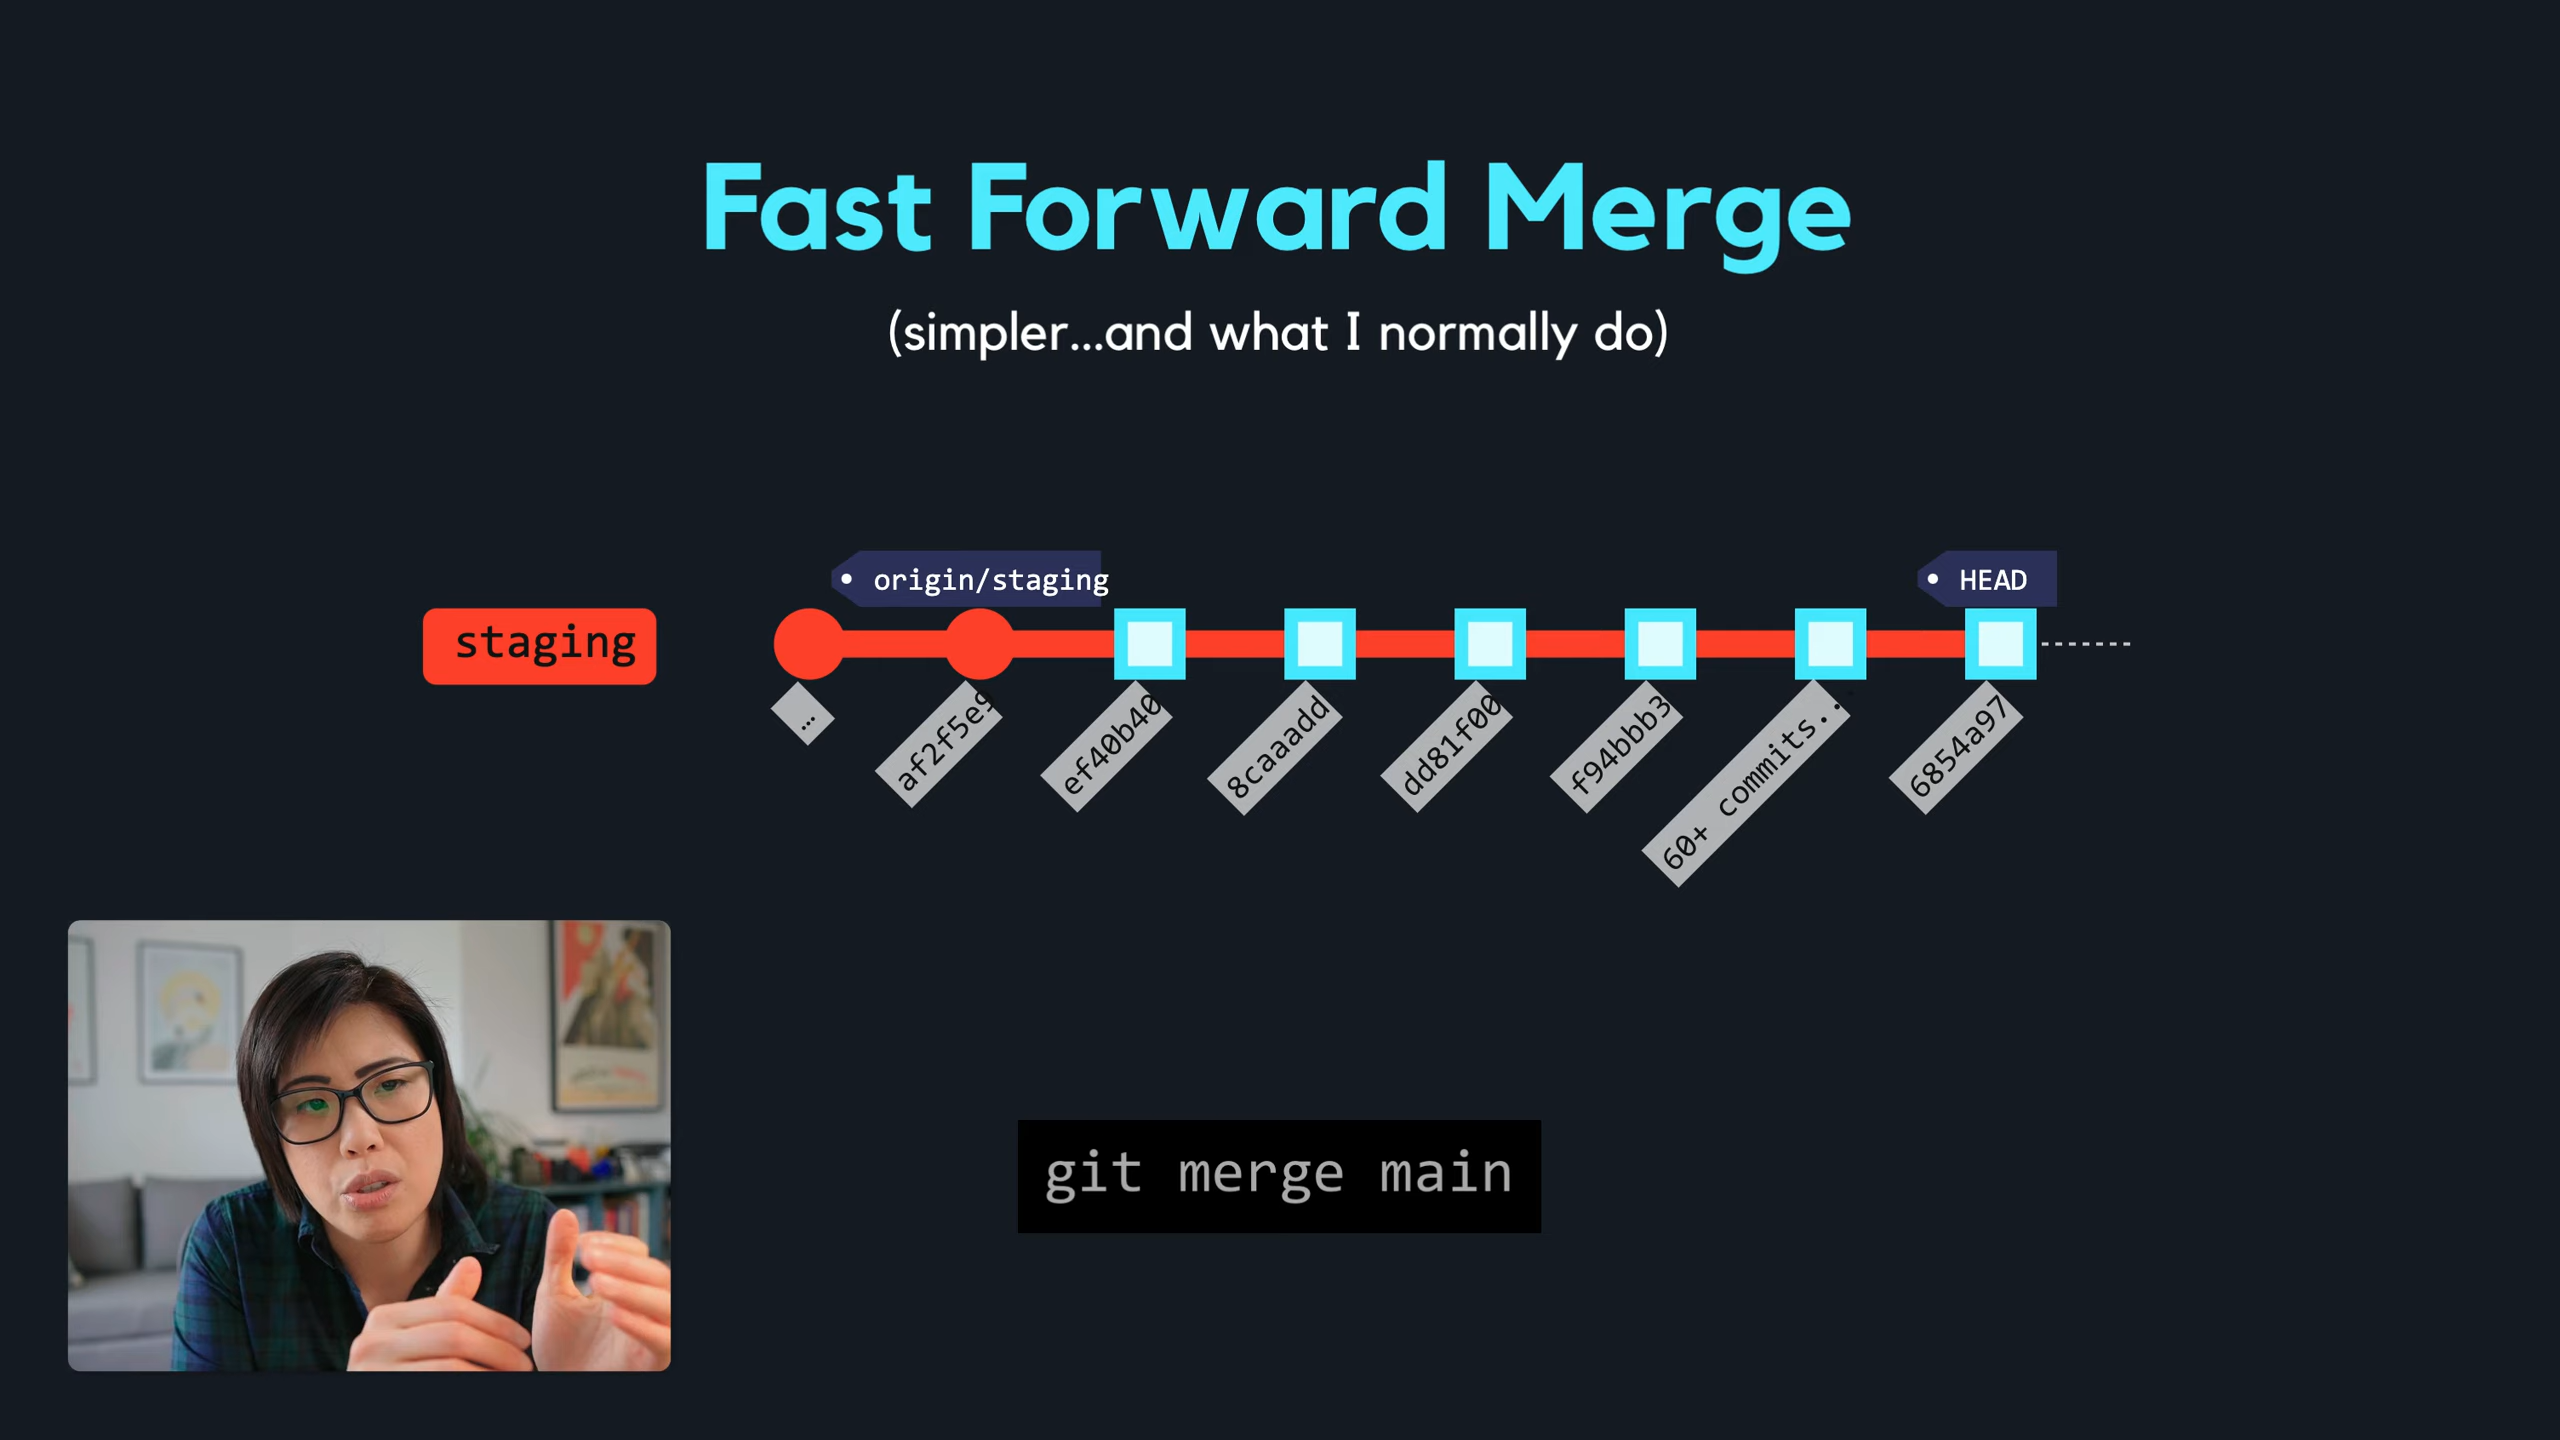 Fast Forward Merge
(simpler...and what I normally do)
origin/staging
HEAD
staging
...
af2f5e9
ef40b40
8caaadd
dd81f00
f94bbb3
60+ commits...
6854a97
git merge main